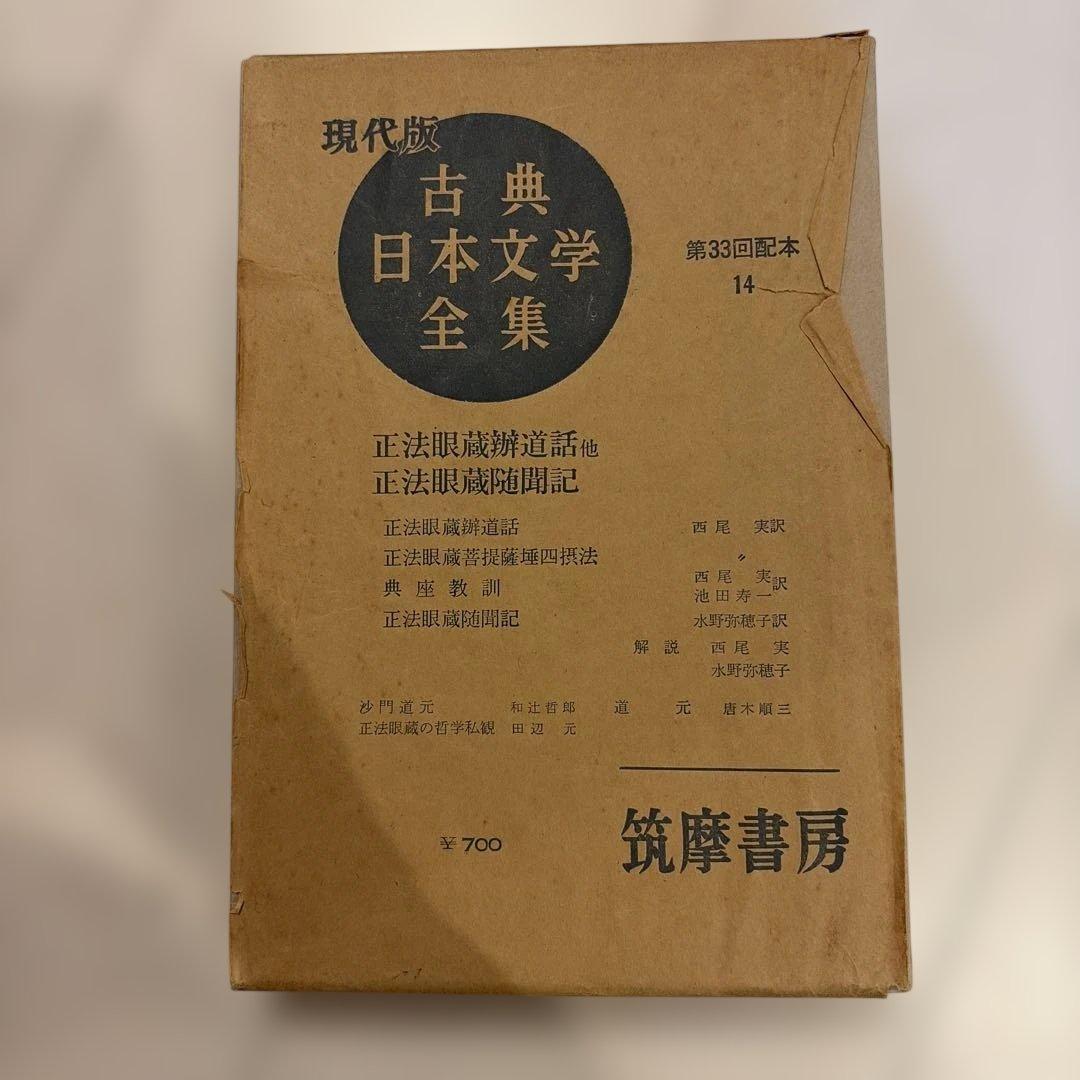 現代版
古典
日本文学
全集
第33回配本
14
正法眼蔵辦道話他
正法眼蔵随聞記
正法眼蔵辦道話 西尾 実訳
正法眼蔵菩提薩埵四摂法 〃
典座教訓 西尾 実 池田寿一 訳
正法眼蔵随聞記 水野弥穂子訳
解説 西尾 実
水野弥穂子
沙門道元 和辻哲郎 道元 唐木順三
正法眼蔵の哲学私観 田辺 元
¥700
筑摩書房